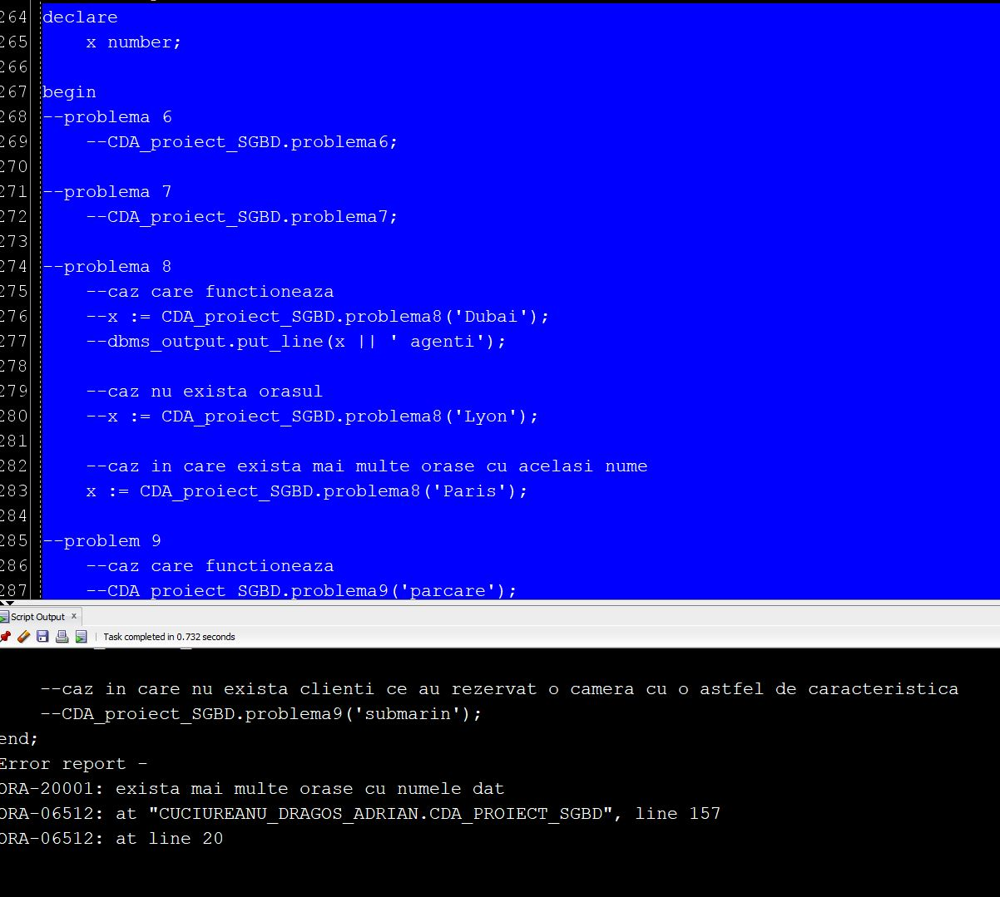 264 declare
265 x number;
266
267 begin
268 --problema 6
269 --CDA_proiect_SGBD.problema6;
270
271 --problema 7
272 --CDA_proiect_SGBD.problema7;
273
274 --problema 8
275 --caz care functioneaza
276 --x := CDA_proiect_SGBD.problema8('Dubai');
277 --dbms_output.put_line(x || ' agenti');
278
279 --caz nu exista orasul
280 --x := CDA_proiect_SGBD.problema8('Lyon');
281
282 --caz in care exista mai multe orase cu acelasi nume
283 x := CDA_proiect_SGBD.problema8('Paris');
284
285 --problem 9
286 --caz care functioneaza
287 --CDA_proiect_SGBD.problema9('parcare');
Script Output x
Task completed in 0.732 seconds
--caz in care nu exista clienti ce au rezervat o camera cu o astfel de caracteristica
--CDA_proiect_SGBD.problema9('submarin');
end;
Error report -
ORA-20001: exista mai multe orase cu numele dat
ORA-06512: at "CUCIUREANU_DRAGOS_ADRIAN.CDA_PROIECT_SGBD", line 157
ORA-06512: at line 20